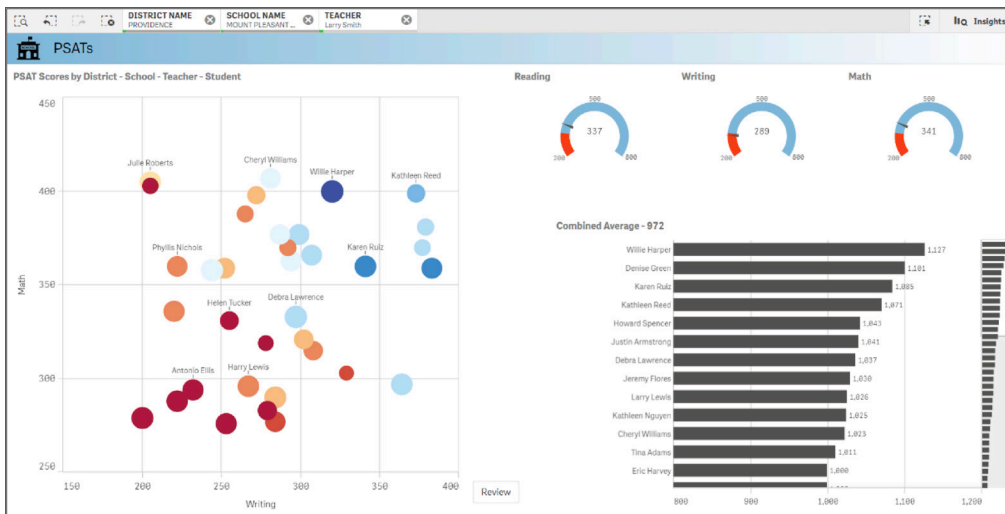 DISTRICT NAME
PROVIDENCE
SCHOOL NAME
MOUNT PLEASANT ...
TEACHER
Larry Smith
Insights
PSATs
PSAT Scores by District - School - Teacher - Student
450
400
350
300
250
Math
150
200
250
300
350
400
Writing
Julie Roberts
Cheryl Williams
Willie Harper
Kathleen Reed
Phyllis Nichols
Karen Ruiz
Helen Tucker
Debra Lawrence
Antonio Ellis
Harry Lewis
Review
Reading
500
337
200
800
Writing
500
289
200
800
Math
500
341
200
800
Combined Average - 972
Willie Harper 1,127
Denise Green 1,101
Karen Ruiz 1,085
Kathleen Reed 1,071
Howard Spencer 1,043
Justin Armstrong 1,041
Debra Lawrence 1,037
Jeremy Flores 1,030
Larry Lewis 1,026
Kathleen Nguyen 1,025
Cheryl Williams 1,023
Tina Adams 1,011
Eric Harvey 1,000
800
900
1,000
1,100
1,200